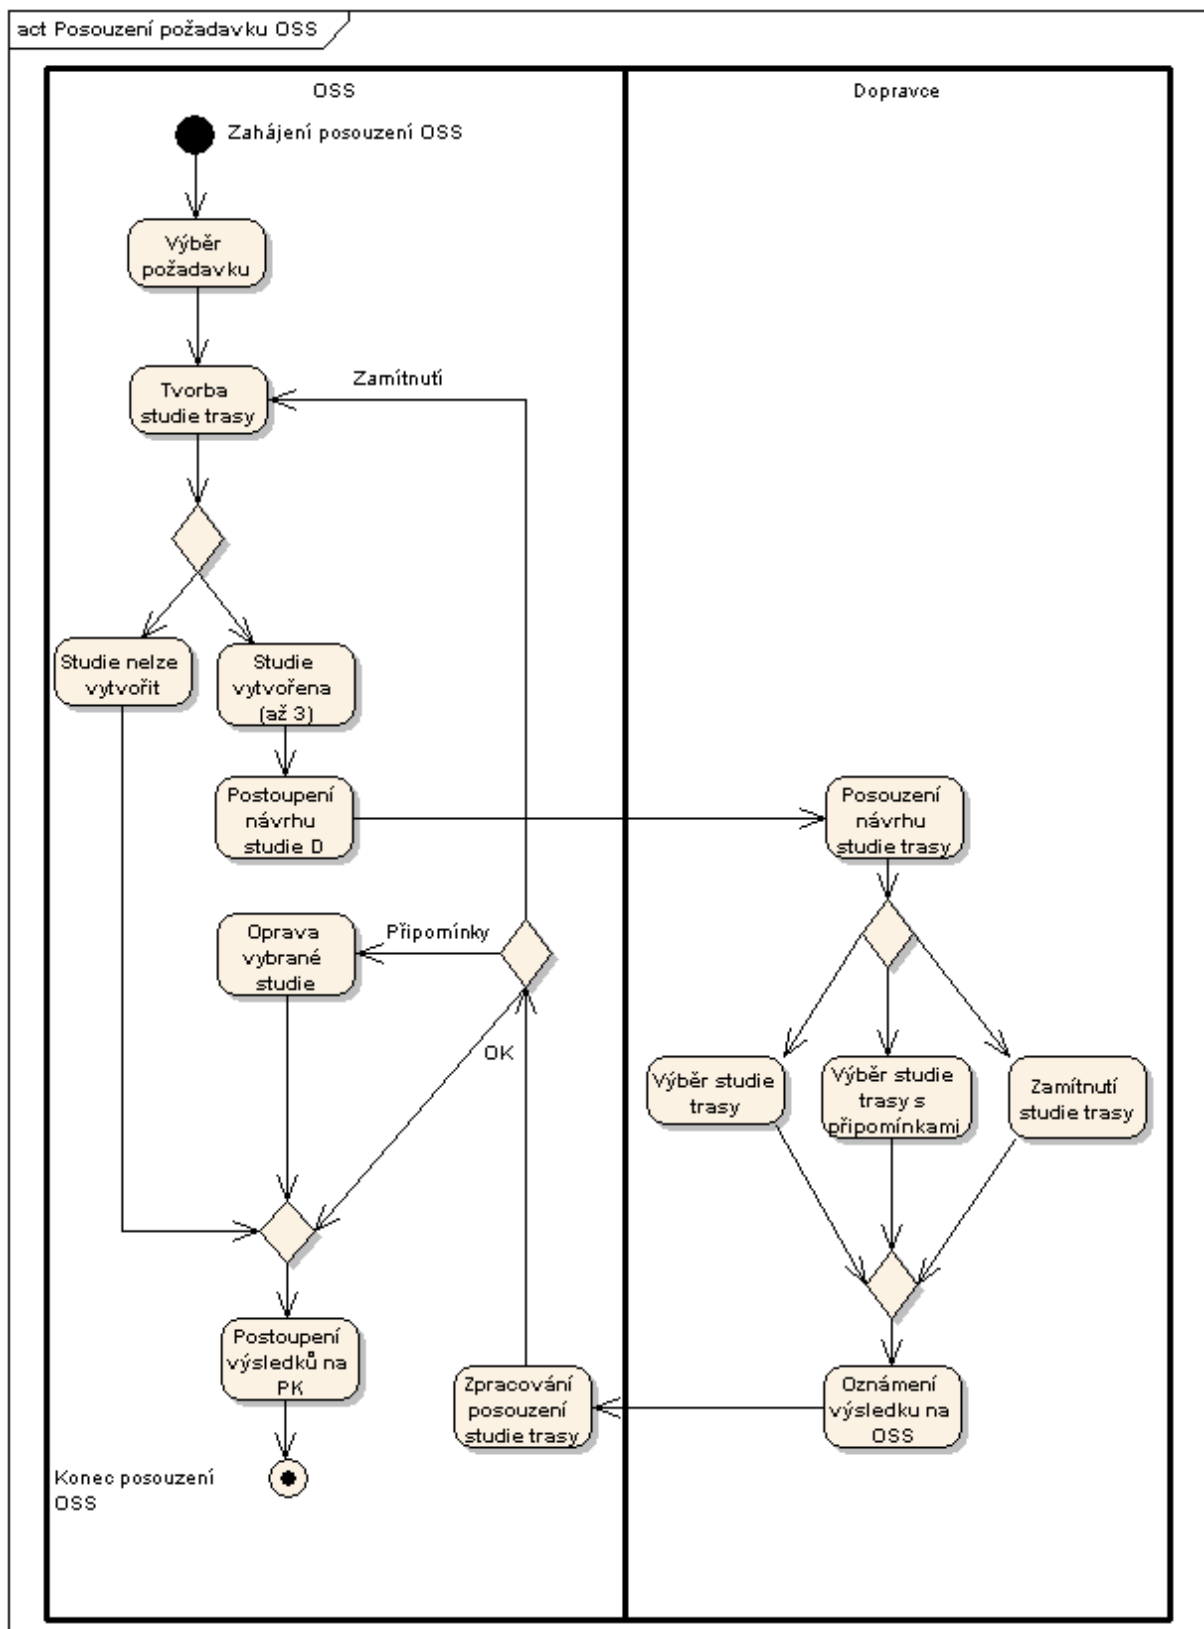 act Posouzení požadavku OSS
OSS
Dopravce
Zahájení posouzení OSS
Výběr
požadavku
Zamítnutí
Tvorba
studie trasy
Studie nelze
vytvořit
Studie
vytvořena
(až 3)
Postoupení
návrhu
studie D
Posouzení
návrhu
studie trasy
Oprava
vybrané
studie
Připomínky
OK
Výběr studie
trasy
Výběr studie
trasy s
připomínkami
Zamítnutí
studie trasy
Postoupení
výsledků na
PK
Zpracování
posouzení
studie trasy
Oznámení
výsledku na
OSS
Konec posouzení
OSS